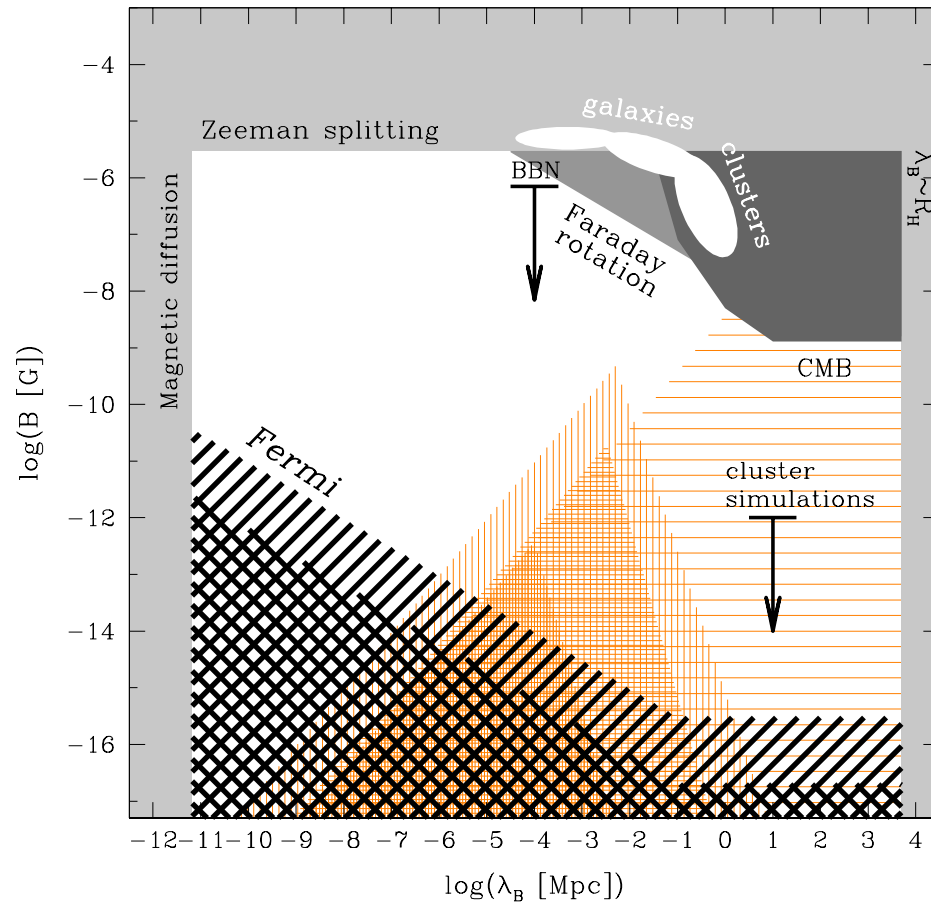 −4
−6
−8
−10
−12
−14
−16
log(B [G])
Zeeman splitting
galaxies
clusters
BBN
Faraday
rotation
λB~RH
Magnetic diffusion
CMB
Fermi
cluster
simulations
−12 −11 −10 −9 −8 −7 −6 −5 −4 −3 −2 −1 0 1 2 3 4
log(λB [Mpc])